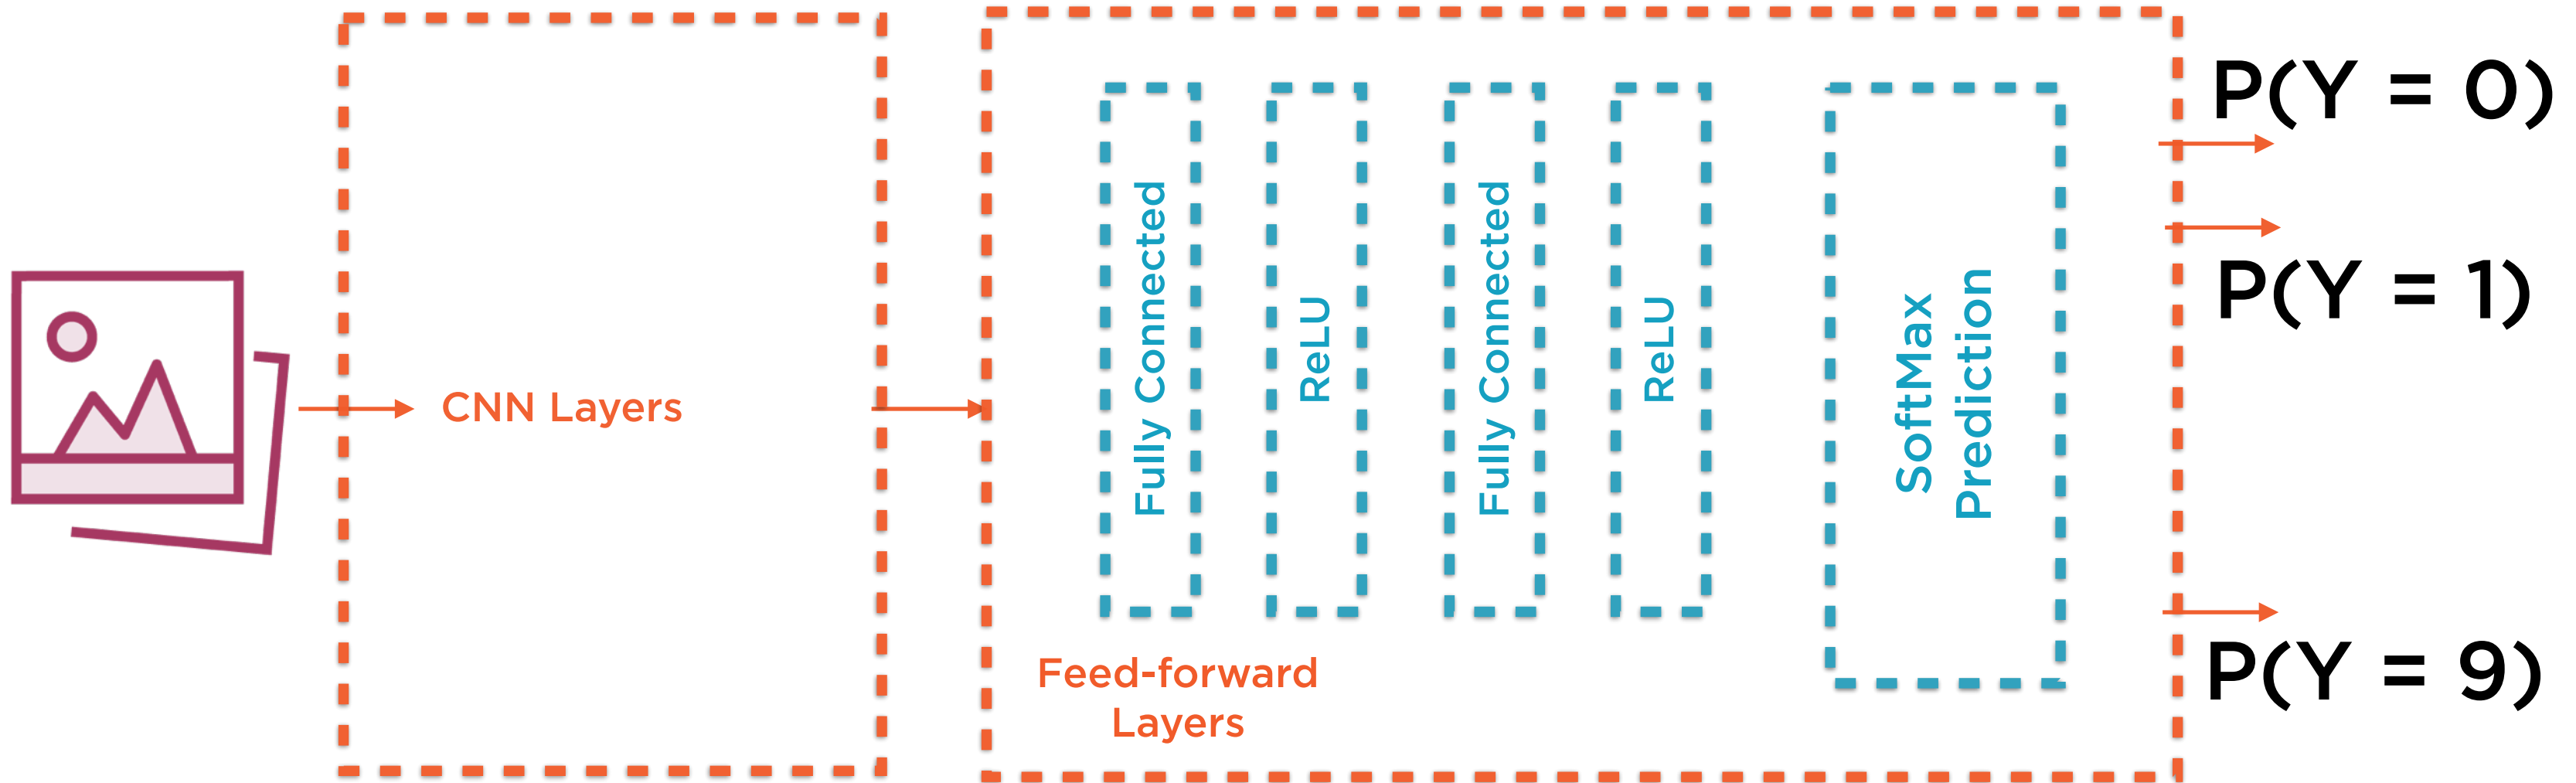 CNN Layers
Fully Connected
ReLU
Fully Connected
ReLU
SoftMax
Prediction
Feed-forward
Layers
P(Y = 0)
P(Y = 1)
P(Y = 9)